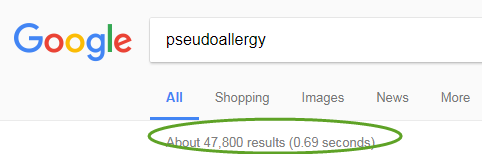 Google pseudoallergy
All Shopping Images News More
About 47,800 results (0.69 seconds)